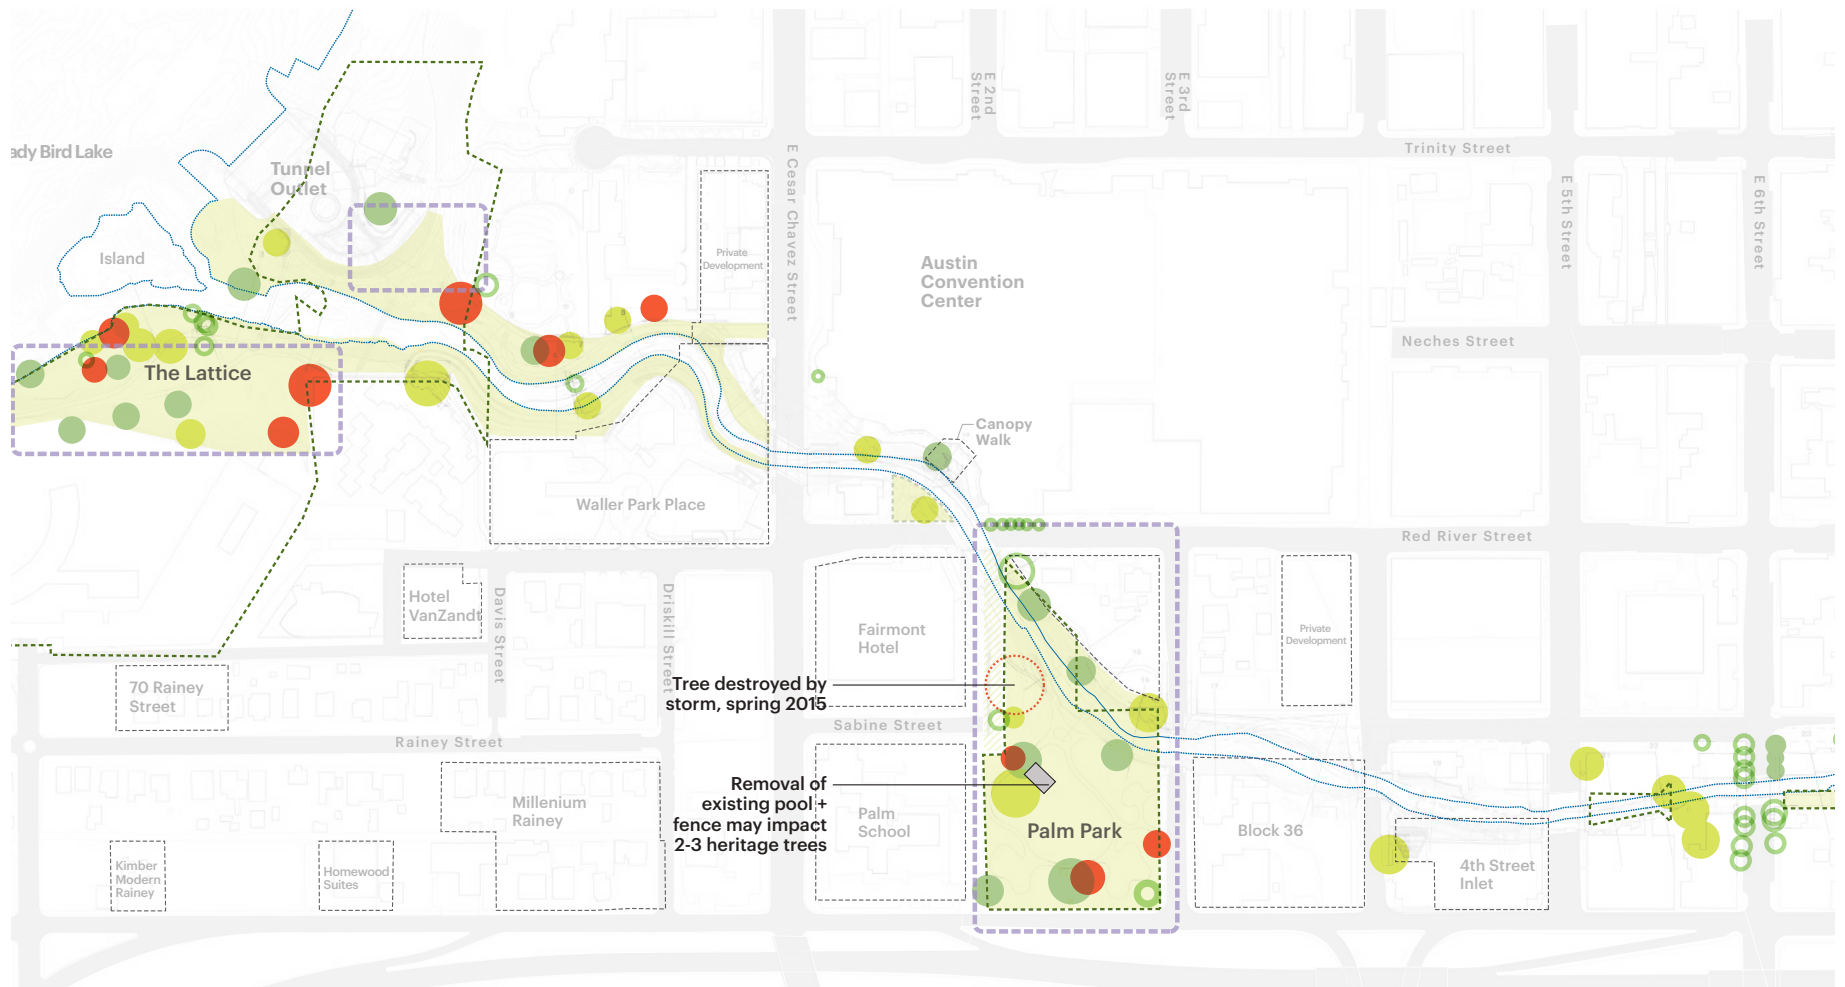 E 2nd
Street
E 3rd
Street
ady Bird Lake
Tunnel
Outlet
E Cesar Chavez Street
Trinity Street
E 5th Street
E 6th Street
Island
Private
Development
Austin
Convention
Center
Neches Street
The Lattice
Canopy
Walk
Waller Park Place
Red River Street
Hotel
VanZandt
Davis Street
Driskill Street
Fairmont
Hotel
Private
Development
70 Rainey
Street
Tree destroyed by
storm, spring 2015
Sabine Street
Rainey Street
Removal of
existing pool +
fence may impact
2-3 heritage trees
Millenium
Rainey
Palm
School
Palm Park
Block 36
4th Street
Inlet
Kimber
Modern
Rainey
Homewood
Suites